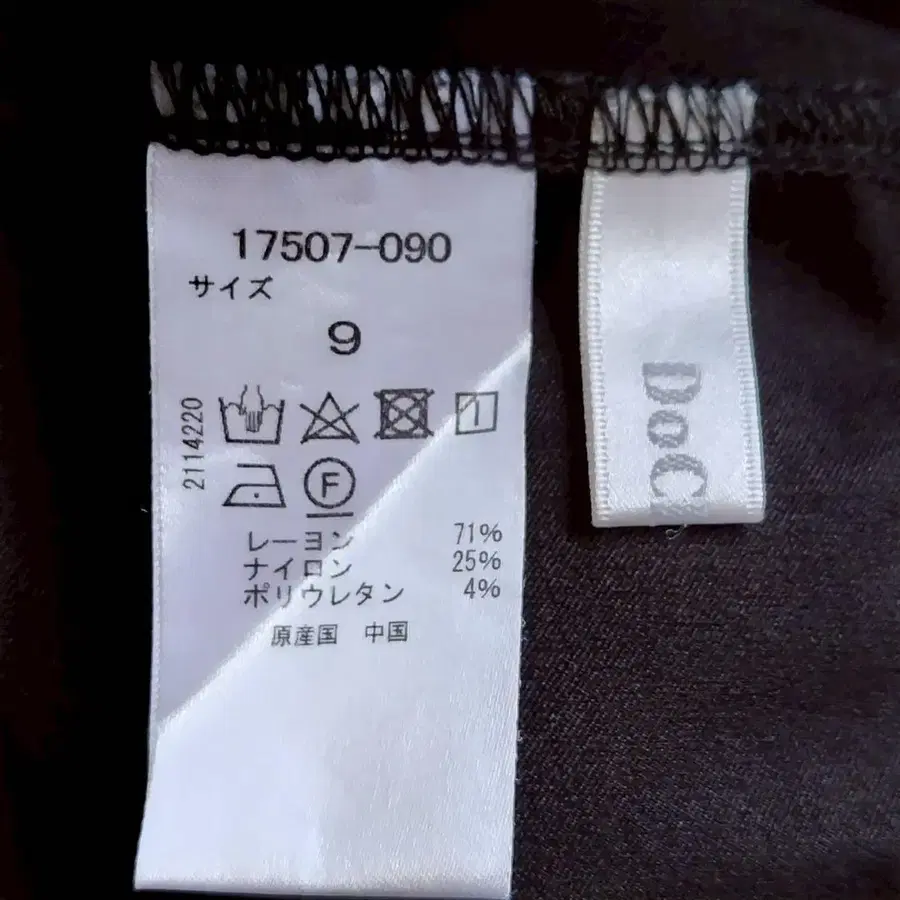 17507-090
サイズ
9
2114220
F
レーヨン 71%
ナイロン 25%
ポリウレタン 4%
原産国 中国
DoC